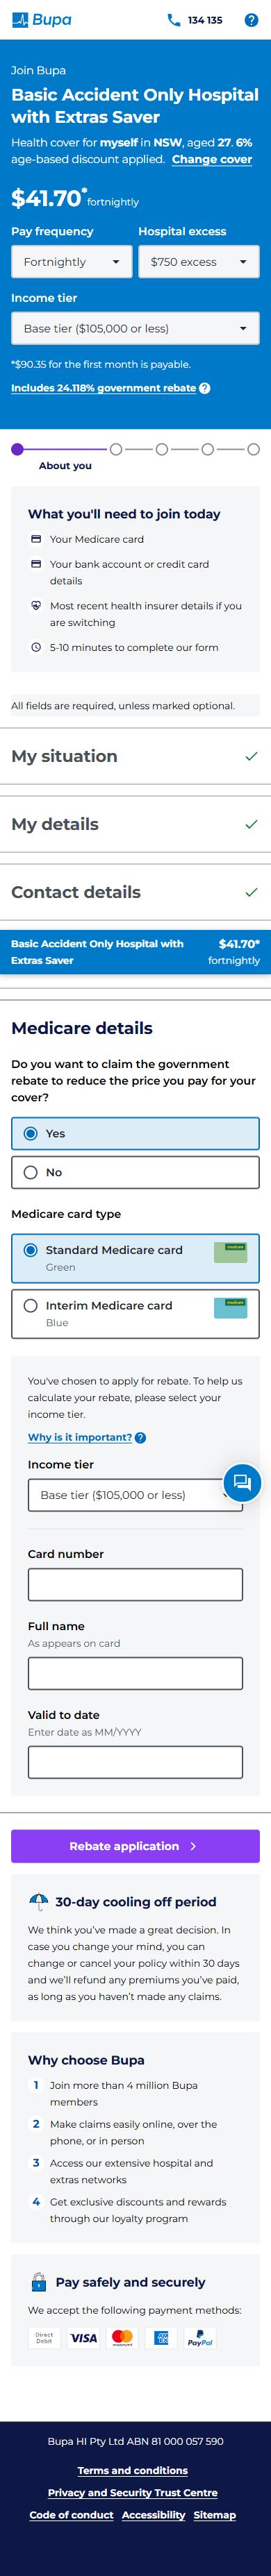 Bupa
134 135
Join Bupa
Basic Accident Only Hospital
with Extras Saver
Health cover for myself in NSW, aged 27. 6%
age-based discount applied. Change cover
$41.70* fortnightly
Pay frequency
Hospital excess
Fortnightly
$750 excess
Income tier
Base tier ($105,000 or less)
*$90.35 for the first month is payable.
Includes 24.118% government rebate ?
About you
What you'll need to join today
Your Medicare card
Your bank account or credit card
details
Most recent health insurer details if you
are switching
5-10 minutes to complete our form
All fields are required, unless marked optional.
My situation
My details
Contact details
Basic Accident Only Hospital with
Extras Saver
$41.70*
fortnightly
Medicare details
Do you want to claim the government
rebate to reduce the price you pay for your
cover?
Yes
No
Medicare card type
Standard Medicare card
Green
Interim Medicare card
Blue
You've chosen to apply for rebate. To help us
calculate your rebate, please select your
income tier.
Why is it important? ?
Income tier
Base tier ($105,000 or less)
Card number
Full name
As appears on card
Valid to date
Enter date as MM/YYYY
Rebate application
30-day cooling off period
We think you've made a great decision. In
case you change your mind, you can
change or cancel your policy within 30 days
and we'll refund any premiums you've paid,
as long as you haven't made any claims.
Why choose Bupa
1 Join more than 4 million Bupa
members
2 Make claims easily online, over the
phone, or in person
3 Access our extensive hospital and
extras networks
4 Get exclusive discounts and rewards
through our loyalty program
Pay safely and securely
We accept the following payment methods:
Direct
Debit
VISA
mastercard
PayPal
Bupa HI Pty Ltd ABN 81 000 057 590
Terms and conditions
Privacy and Security Trust Centre
Code of conduct Accessibility Sitemap